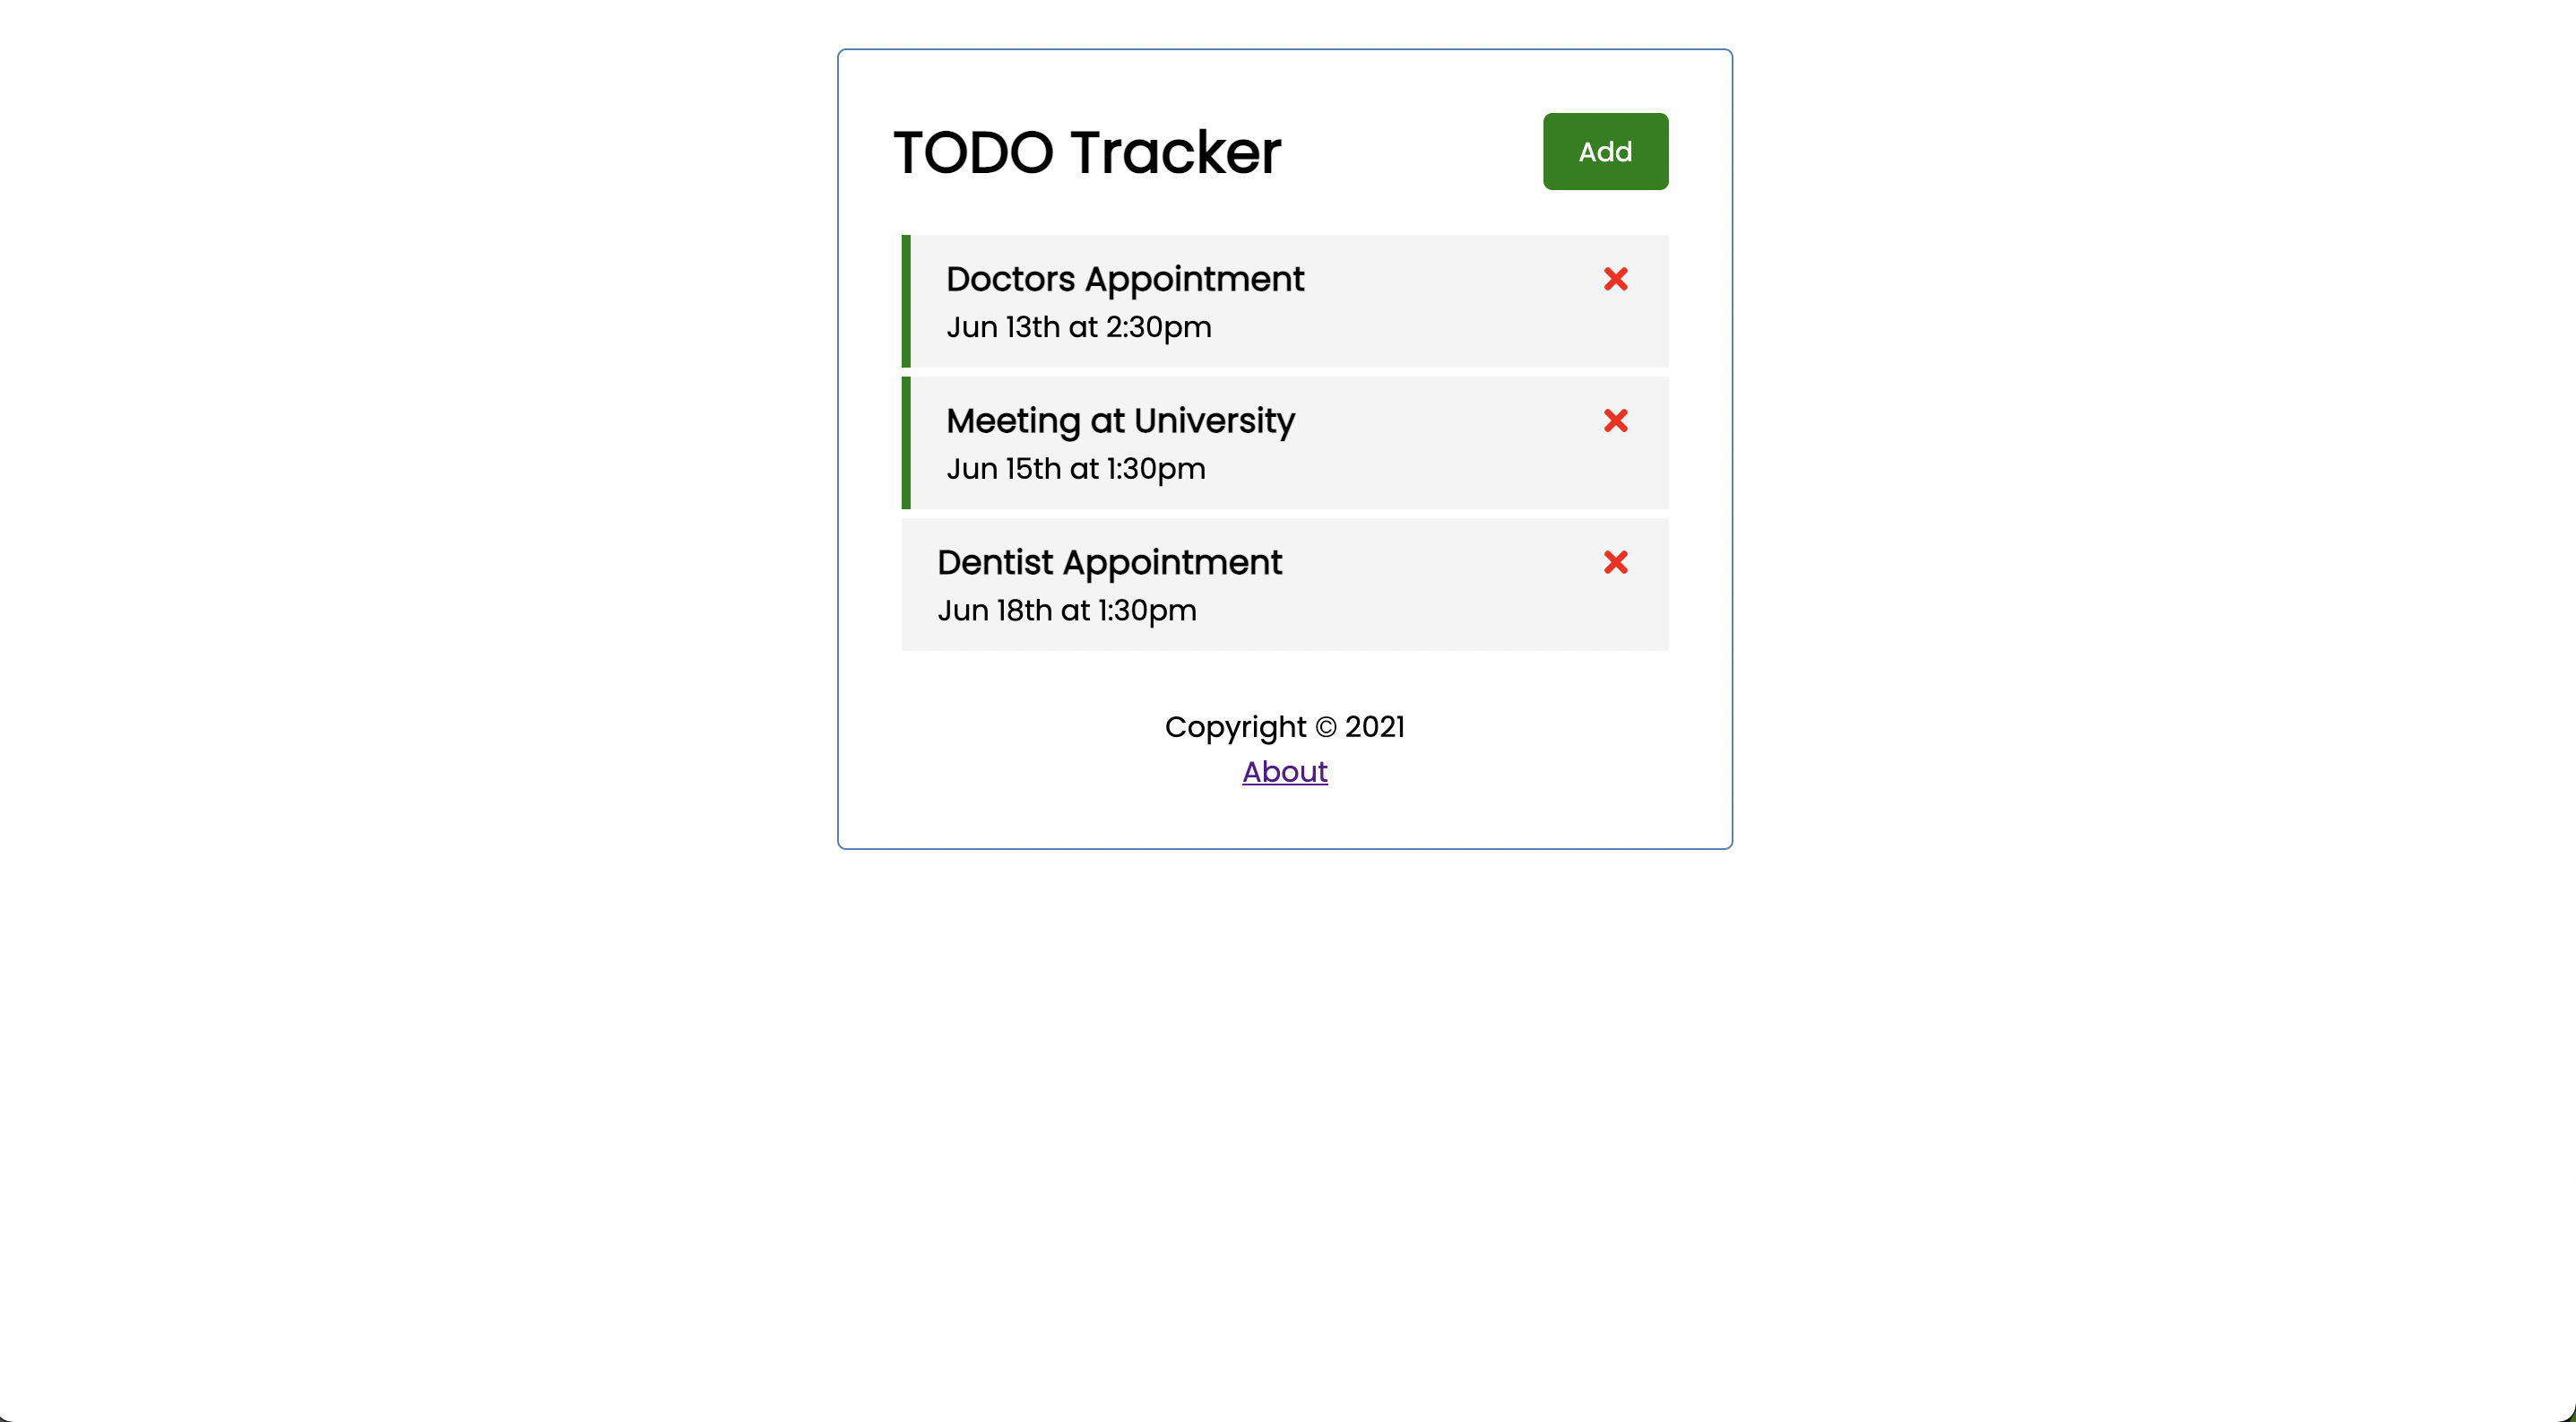 TODO Tracker
Add
Doctors Appointment
Jun 13th at 2:30pm
Meeting at University
Jun 15th at 1:30pm
Dentist Appointment
Jun 18th at 1:30pm
Copyright © 2021
About